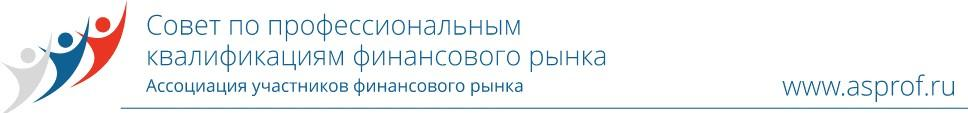 Совет по профессиональным
квалификациям финансового рынка
Ассоциация участников финансового рынка
www.asprof.ru